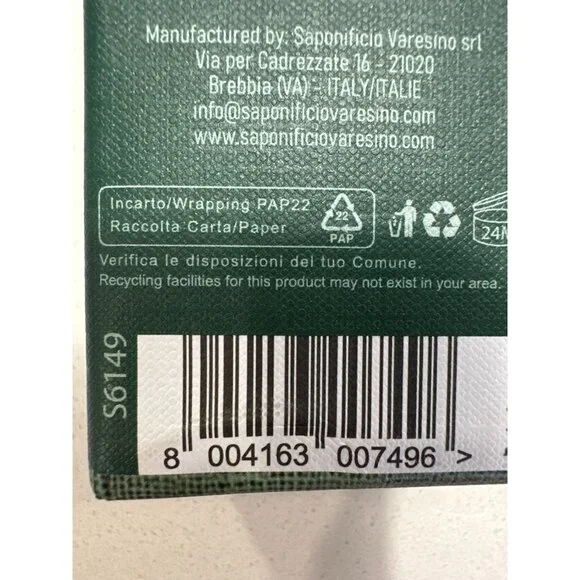 Manufactured by: Saponificio Varesino srl
Via per Cadrezzate 16 - 21020
Brebbia (VA) - ITALY/ITALIE
info@saponificiovaresino.com
www.saponificiovaresino.com
Incarto/Wrapping PAP22
Raccolta Carta/Paper
22
PAP
24M
Verifica le disposizioni del tuo Comune.
Recycling facilities for this product may not exist in your area.
S6149
8 004163 007496 >